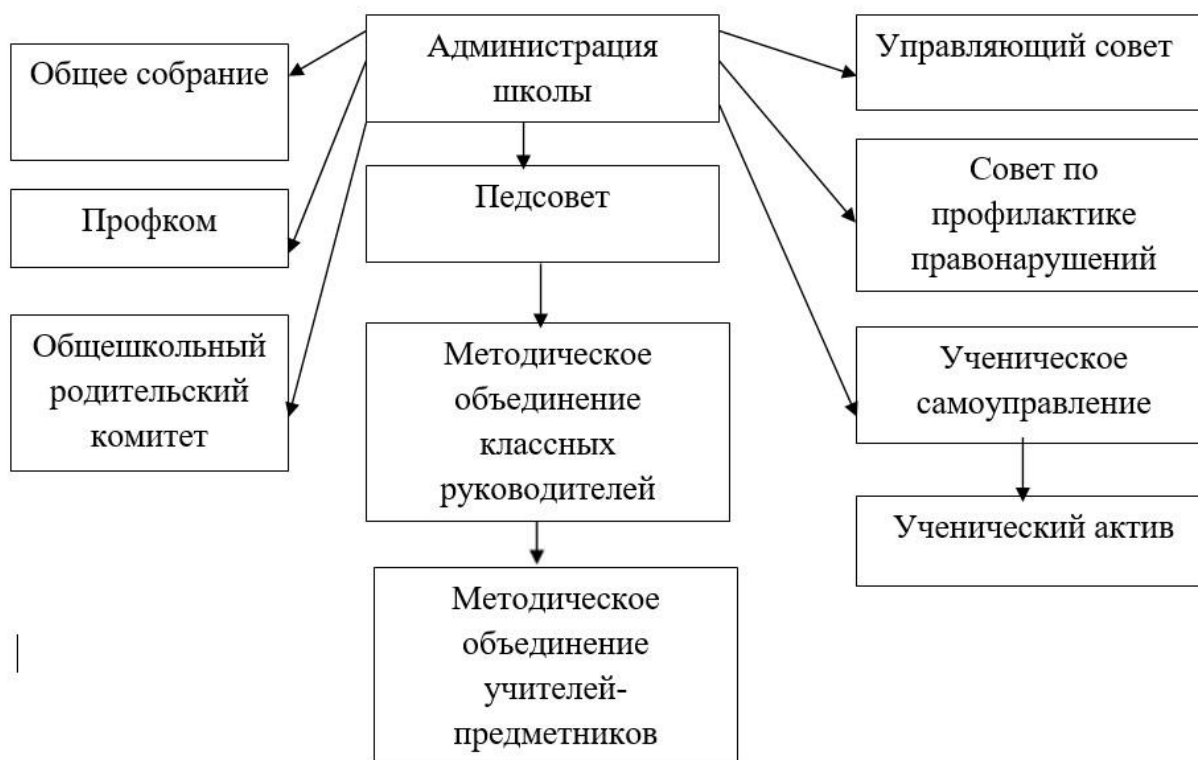 Администрация
школы
Общее собрание
Профком
Общешкольный
родительский
комитет
Педсовет
Методическое
объединение
классных
руководителей
Методическое
объединение
учителей-
предметников
Управляющий совет
Совет по
профилактике
правонарушений
Ученическое
самоуправление
Ученический актив